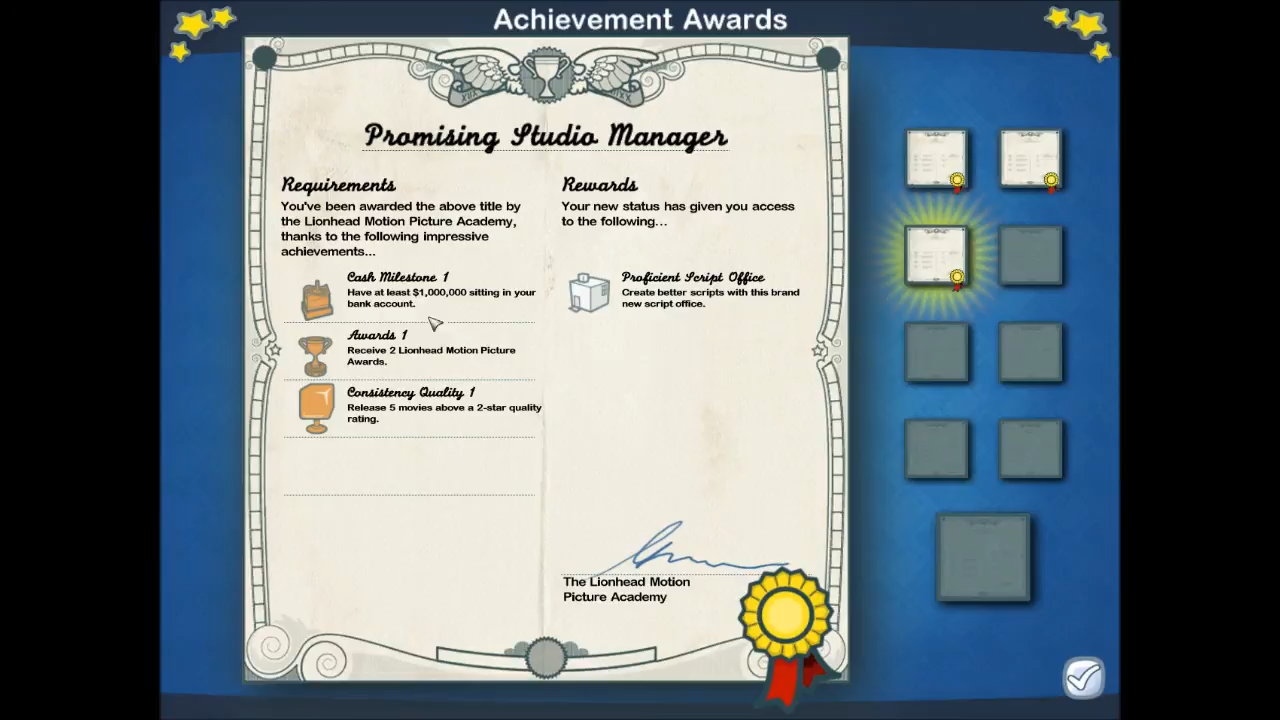 Achievement Awards
Promising Studio Manager
Requirements
You've been awarded the above title by
the Lionhead Motion Picture Academy,
thanks to the following impressive
achievements...
Cash Milestone 1
Have at least $1,000,000 sitting in your
bank account.
Awards 1
Receive 2 Lionhead Motion Picture
Awards.
Consistency Quality 1
Release 5 movies above a 2-star quality
rating.
Rewards
Your new status has given you access
to the following...
Proficient Script Office
Create better scripts with this brand
new script office.
The Lionhead Motion
Picture Academy